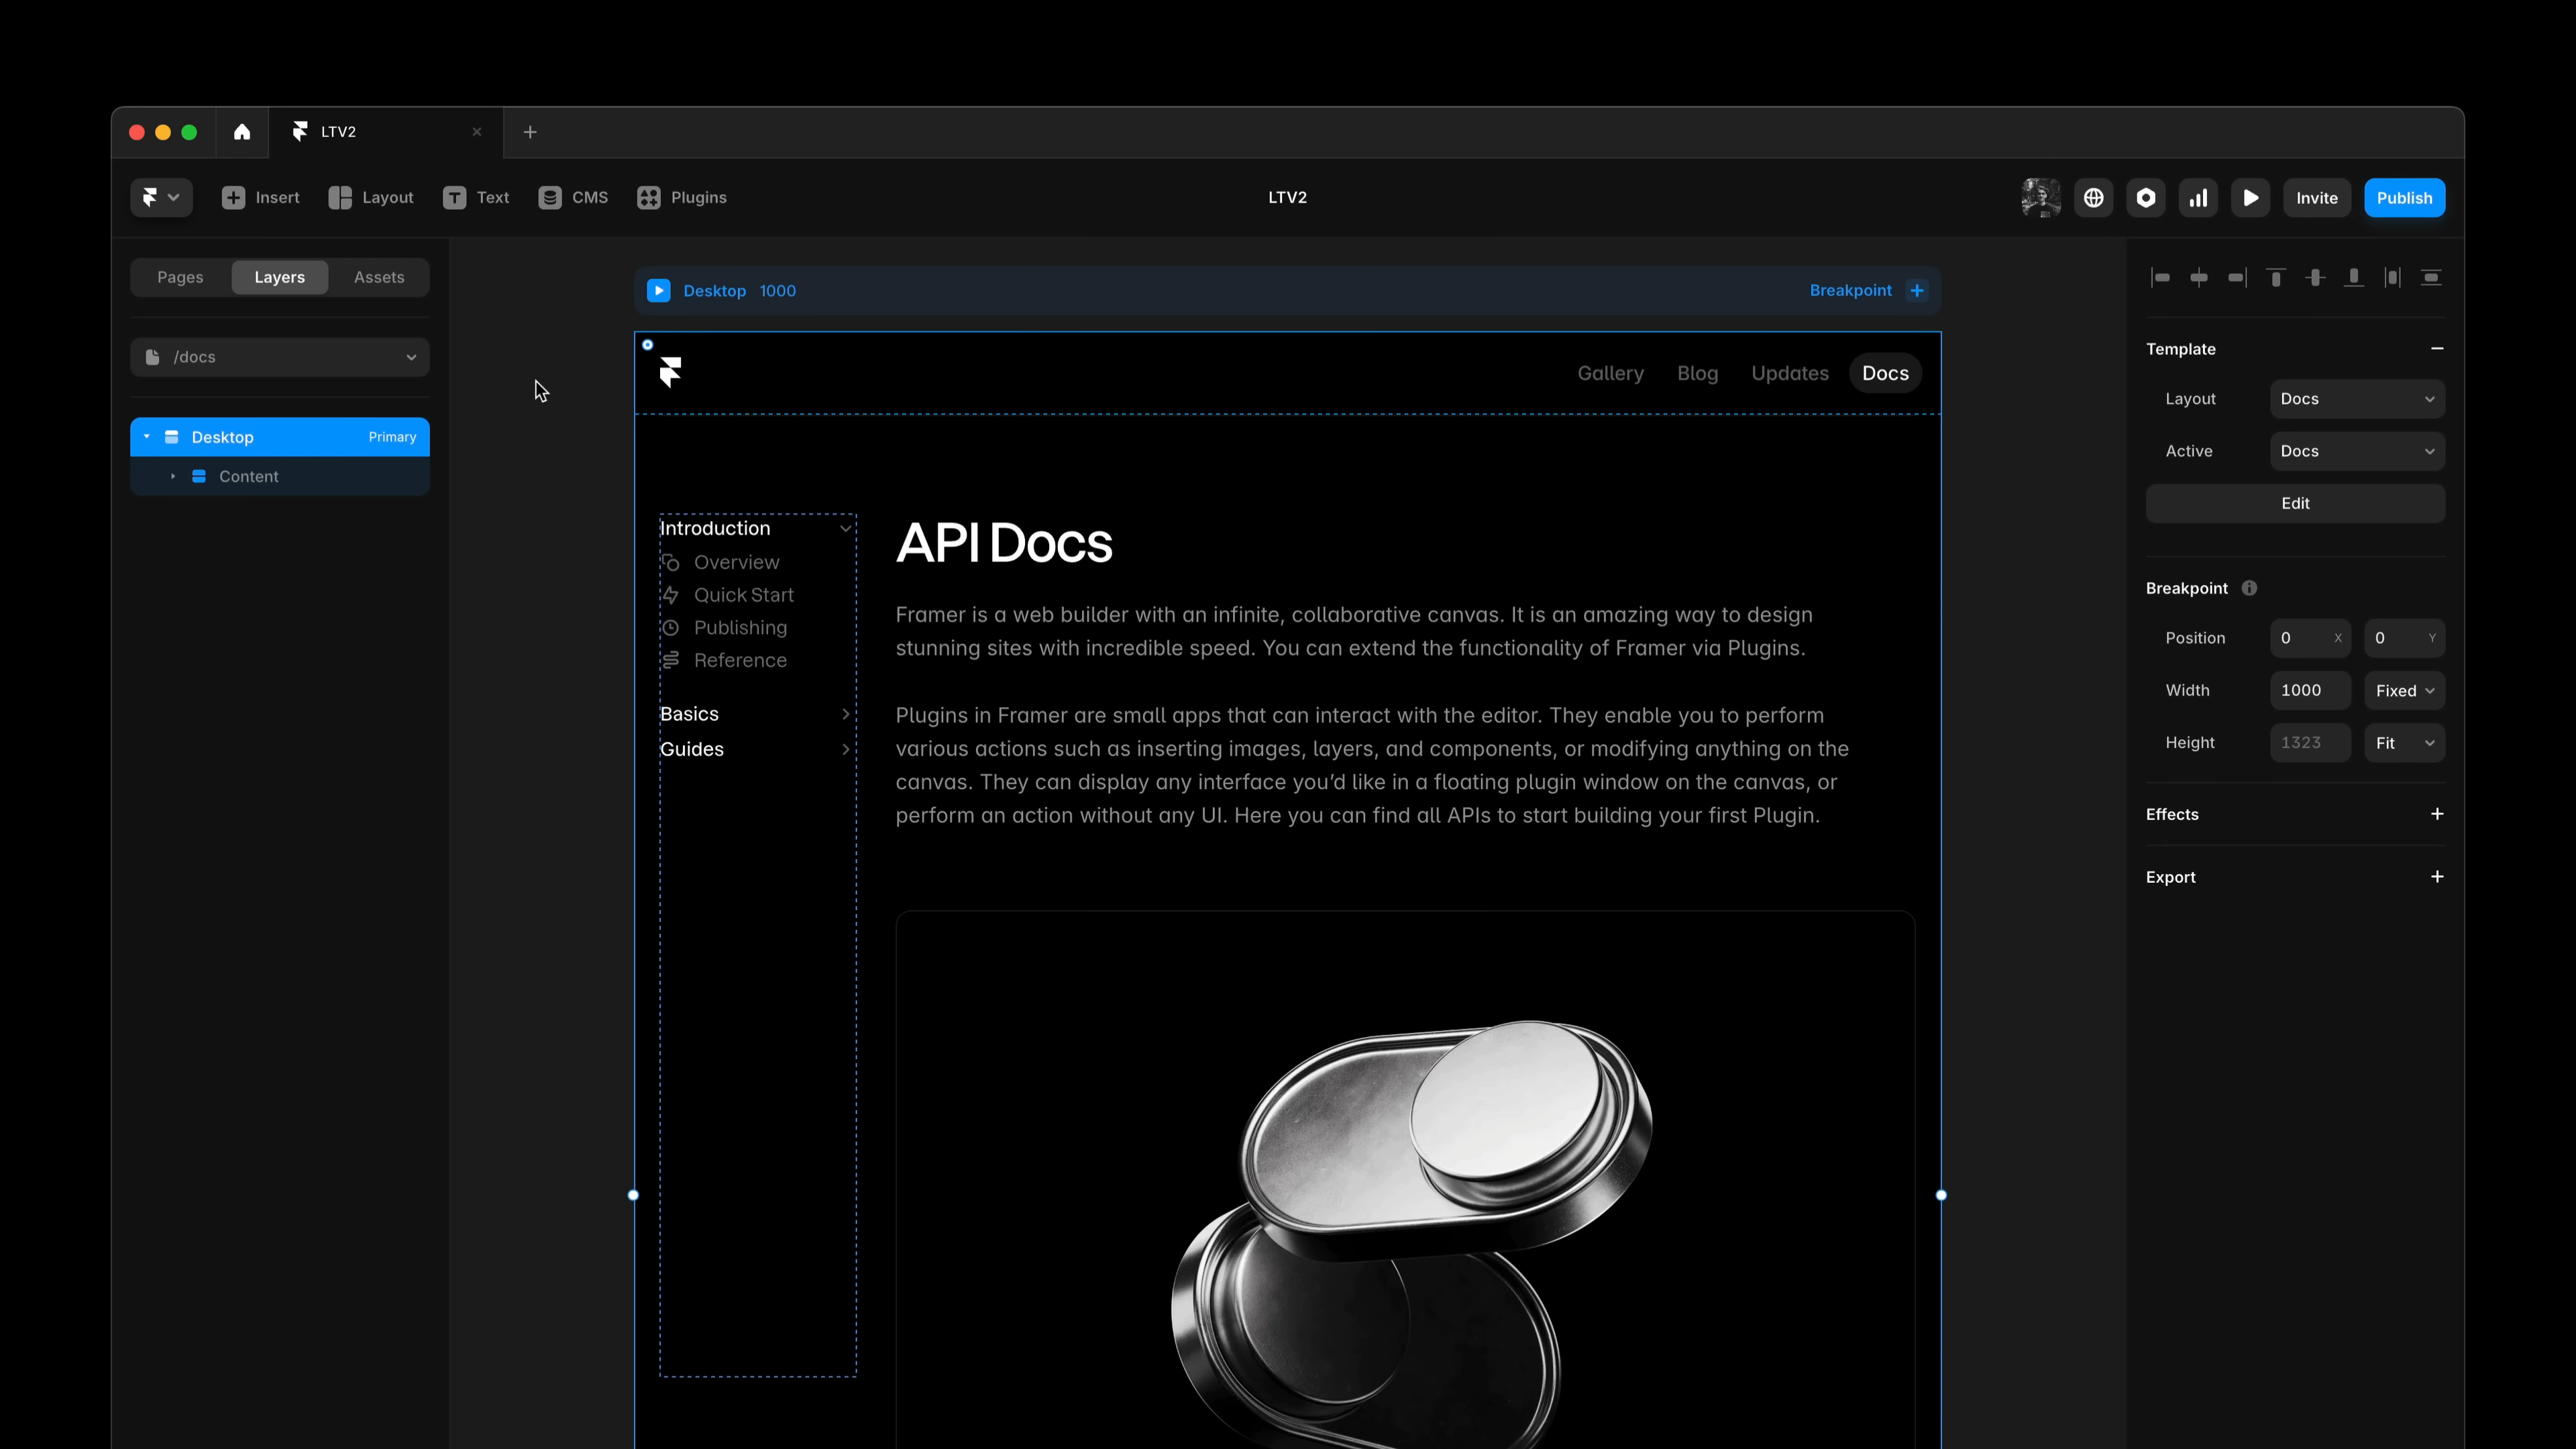 LTV2
Insert
Layout
Text
CMS
Plugins
LTV2
Invite
Publish
Pages
Layers
Assets
/docs
Desktop
Primary
Content
Desktop 1000
Breakpoint
Gallery
Blog
Updates
Docs
Introduction
Overview
Quick Start
Publishing
Reference
Basics
Guides
API Docs
Framer is a web builder with an infinite, collaborative canvas. It is an amazing way to design
stunning sites with incredible speed. You can extend the functionality of Framer via Plugins.
Plugins in Framer are small apps that can interact with the editor. They enable you to perform
various actions such as inserting images, layers, and components, or modifying anything on the
canvas. They can display any interface you’d like in a floating plugin window on the canvas, or
perform an action without any UI. Here you can find all APIs to start building your first Plugin.
Template
Layout Docs
Active Docs
Edit
Breakpoint
Position 0 X 0 Y
Width 1000 Fixed
Height 1323 Fit
Effects
Export